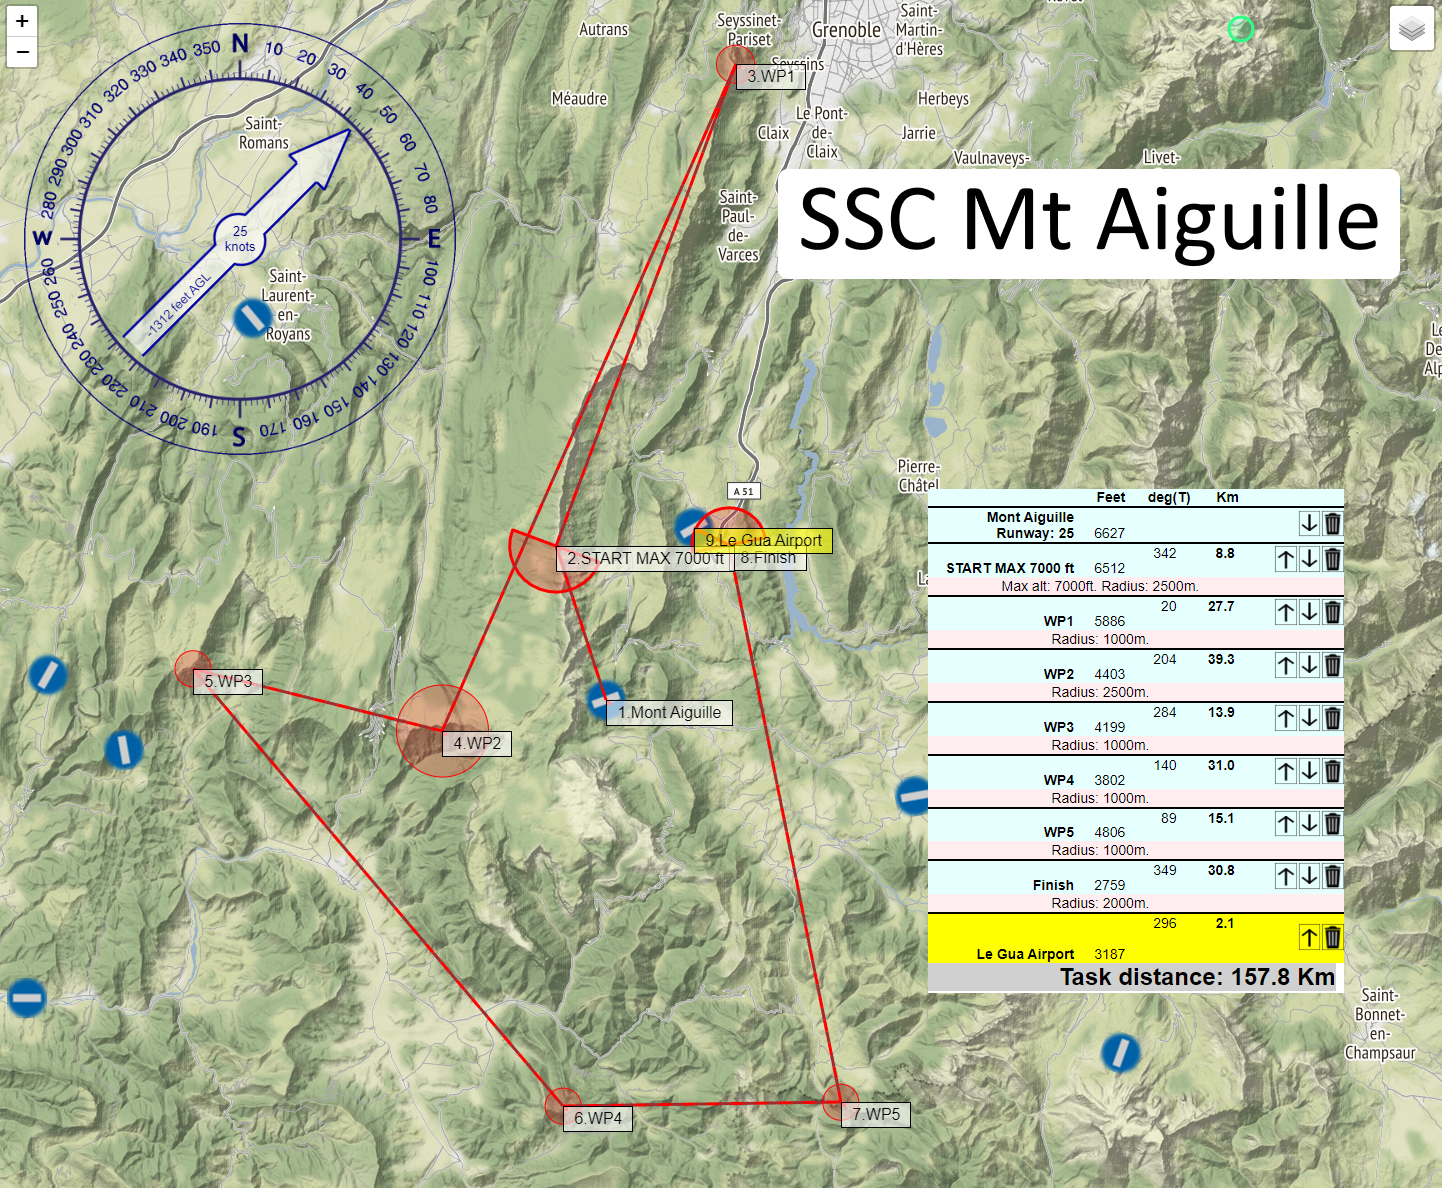 +
−
N
10
20
30
40
50
60
70
80
E
100
110
120
130
140
150
160
170
S
190
200
210
220
230
240
250
260
W
280
290
300
310
320
330
340
350
25
knots
-1312 feet AGL
Autrans
Seyssinet-
Pariset
Grenoble
Saint-
Martin-
d'Hères
Seyssins
3.WP1
Méaudre
Herbeys
Le Pont-
de-
Claix
Claix
Jarrie
Vaulnaveys-
Livet-
Saint-
Romans
Saint-
Paul-
de-
Varces
SSC Mt Aiguille
Saint-
Laurent-
en-
Royans
Pierre-
Châtel
A 51
9.Le Gua Airport
2.START MAX 7000 ft
8.Finish
5.WP3
1.Mont Aiguille
4.WP2
6.WP4
7.WP5
Feet deg(T) Km
Mont Aiguille
Runway: 25 6627
342 8.8
START MAX 7000 ft 6512
Max alt: 7000ft. Radius: 2500m.
20 27.7
WP1 5886
Radius: 1000m.
204 39.3
WP2 4403
Radius: 2500m.
284 13.9
WP3 4199
Radius: 1000m.
140 31.0
WP4 3802
Radius: 1000m.
89 15.1
WP5 4806
Radius: 1000m.
349 30.8
Finish 2759
Radius: 2000m.
296 2.1
Le Gua Airport 3187
Task distance: 157.8 Km
Saint-
Bonnet-
en-
Champsaur